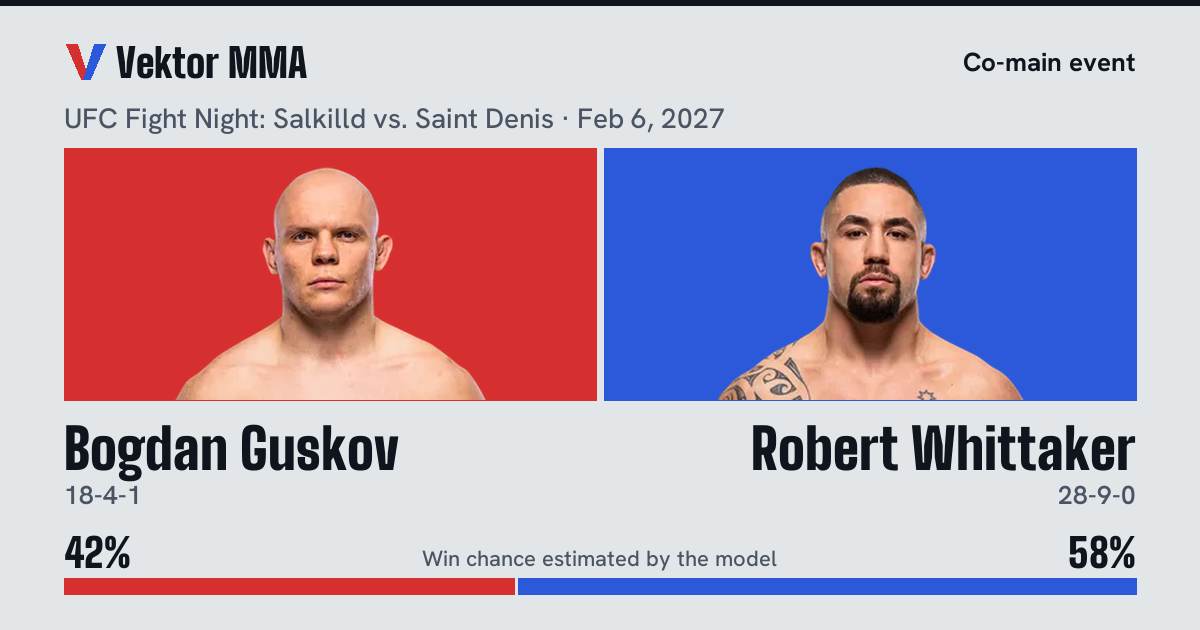 Vektor MMA
Co-main event
UFC Fight Night: Salkilld vs. Saint Denis · Feb 6, 2027
Bogdan Guskov
Robert Whittaker
18-4-1
28-9-0
42%
Win chance estimated by the model
58%